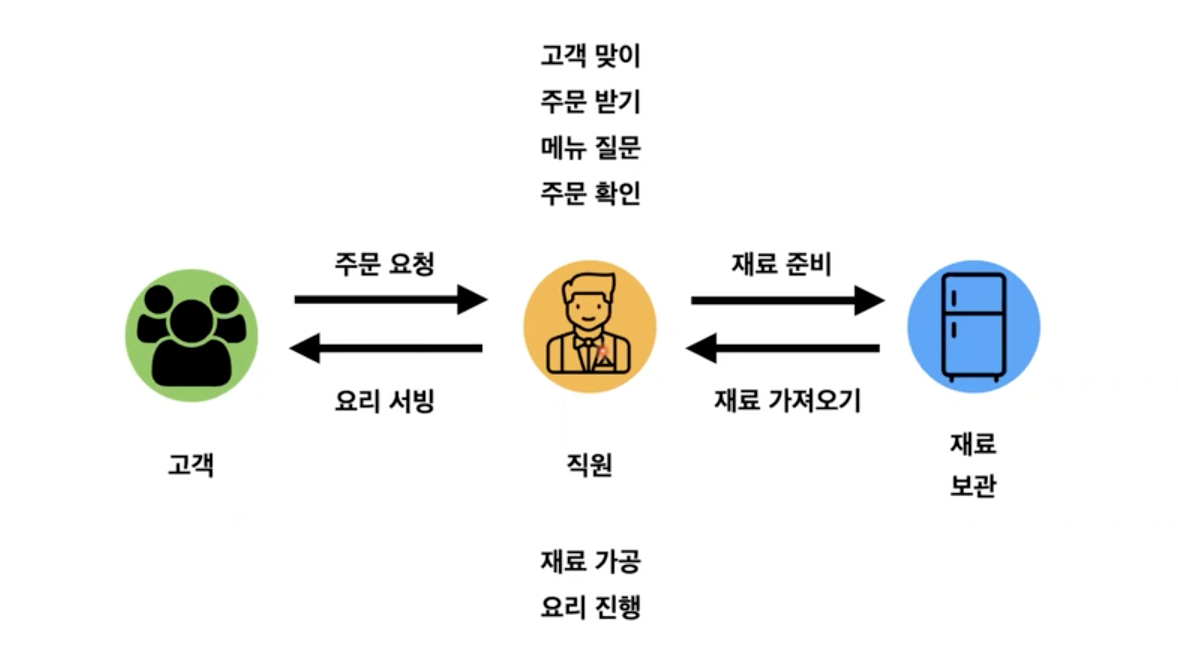 고객 맞이
주문 받기
메뉴 질문
주문 확인
주문 요청
재료 준비
요리 서빙
재료 가져오기
고객
직원
재료
보관
재료 가공
요리 진행